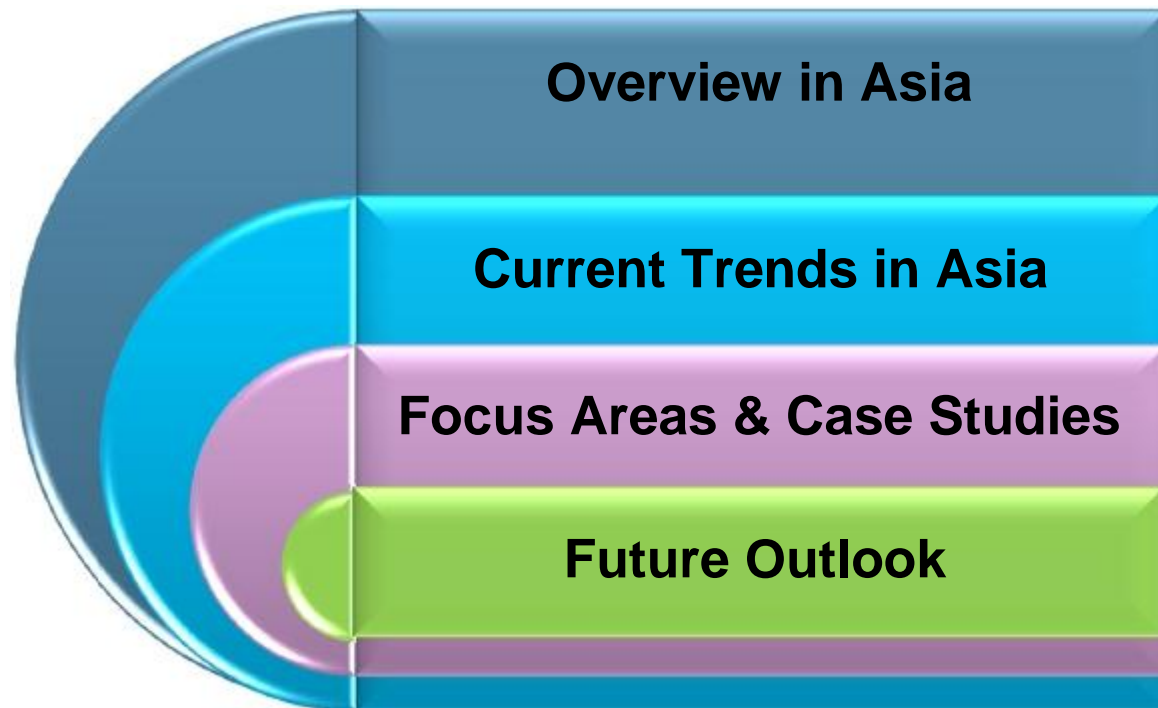 Overview in Asia
Current Trends in Asia
Focus Areas & Case Studies
Future Outlook